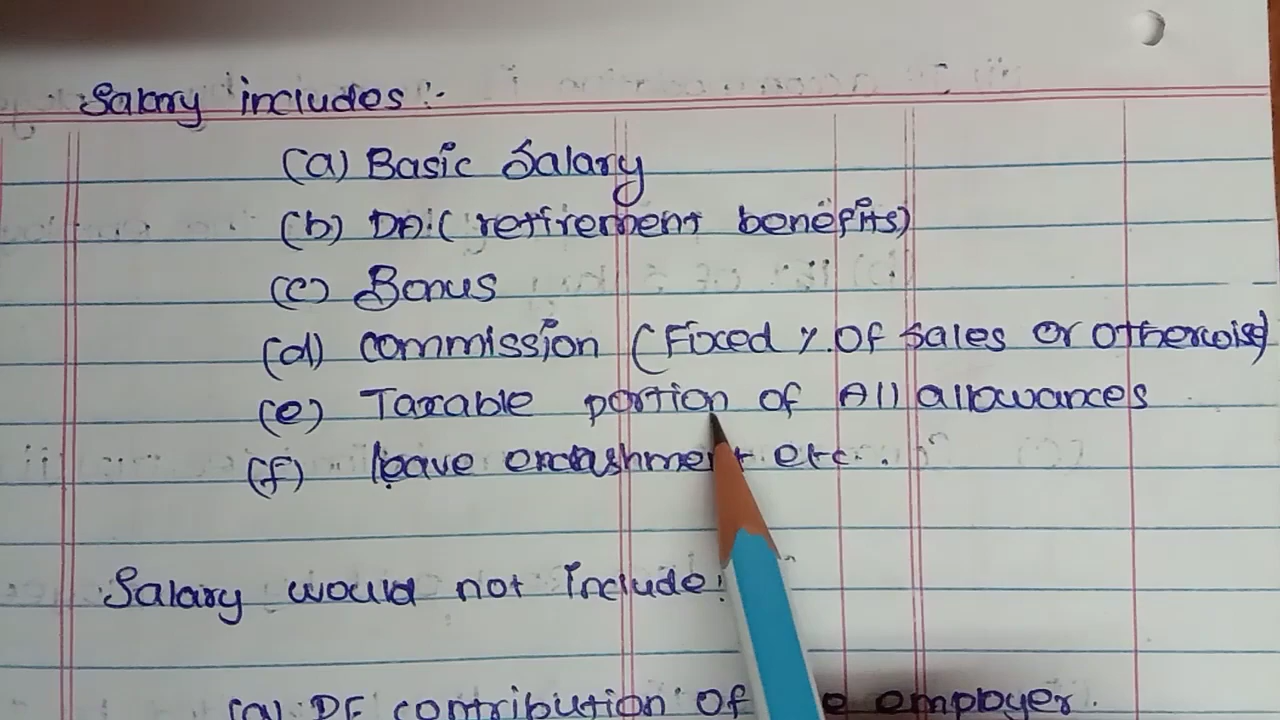 Salary includes :-
(a) Basic Salary
(b) DA (retirement benefits)
(c) Bonus
(d) commission (Fixed % of sales or otherwise)
(e) Taxable portion of All allowances
(f) leave encashment etc.
Salary would not include:
(a) PF contribution of employer.